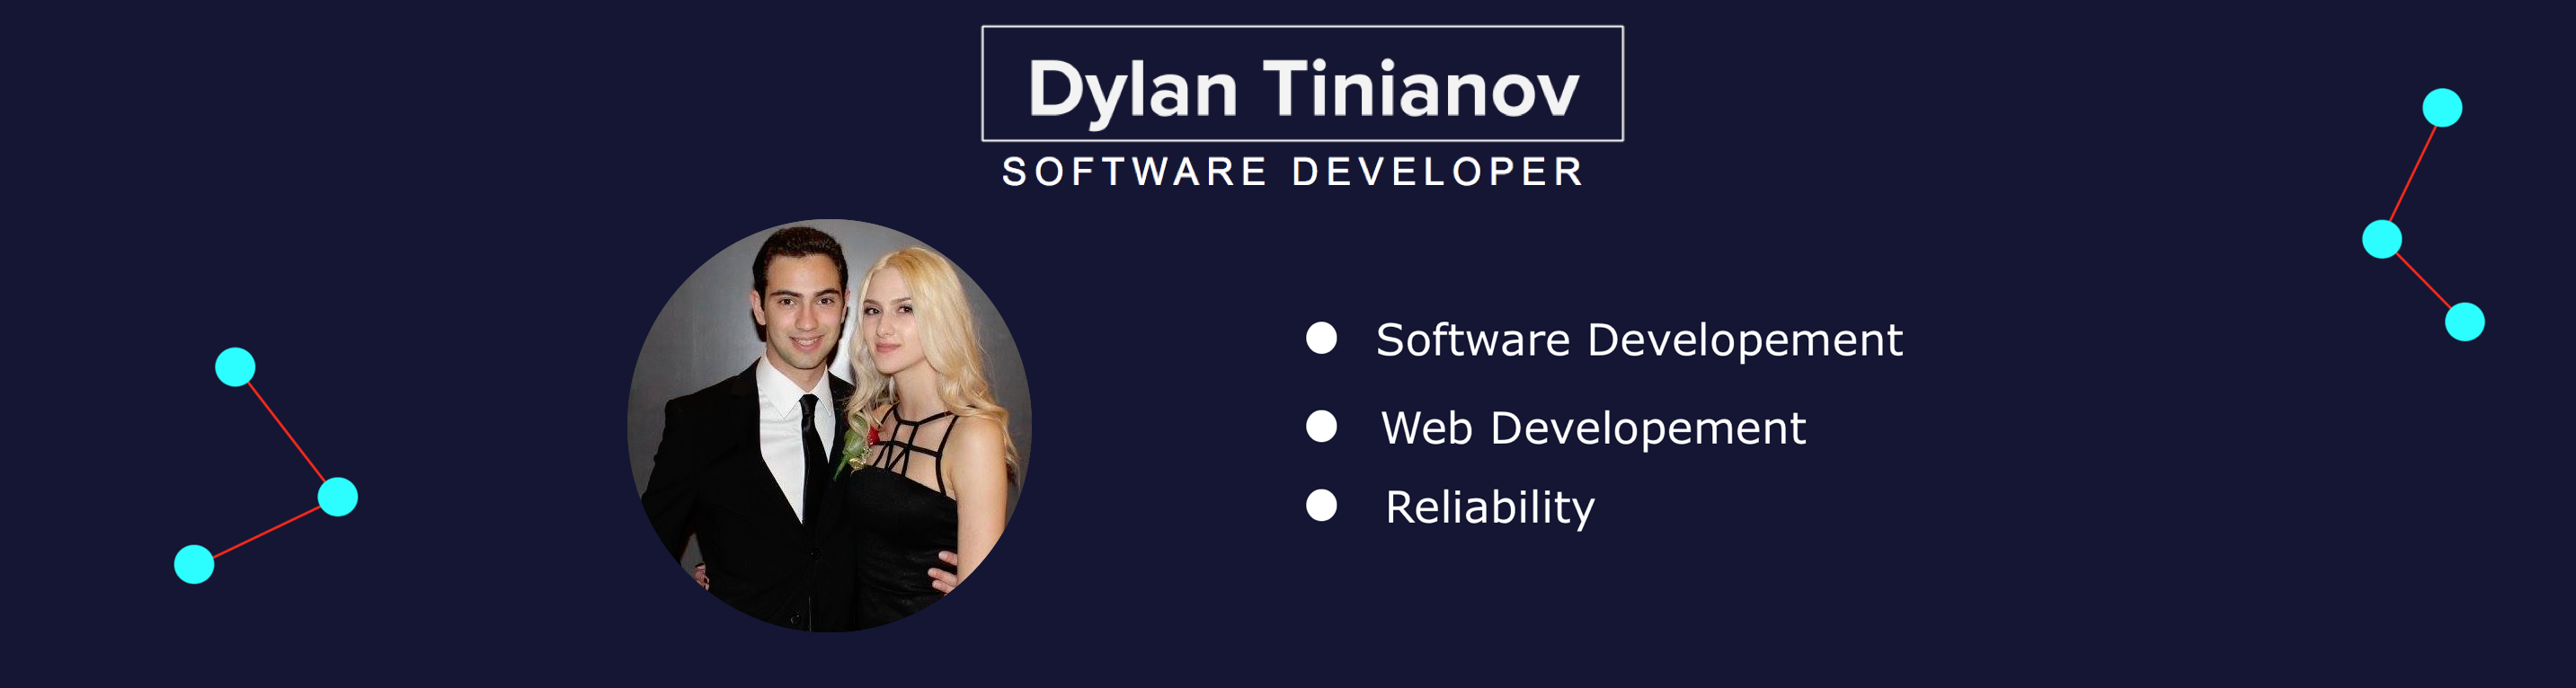 Dylan Tinianov
SOFTWARE DEVELOPER
Software Developement
Web Developement
Reliability